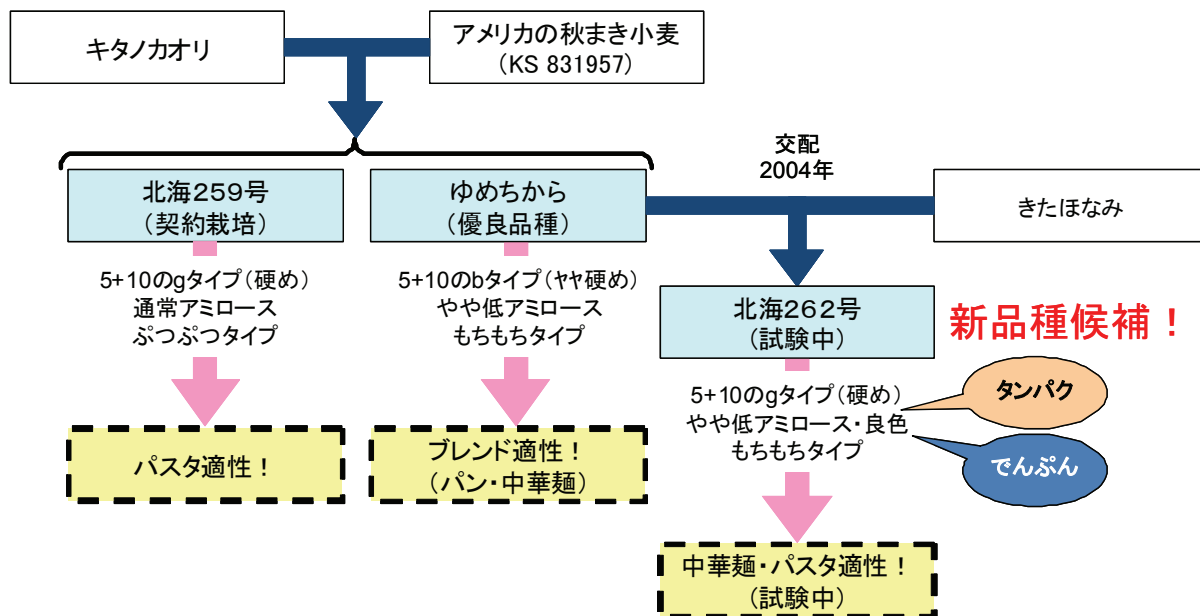 キタノカオリ
アメリカの秋まき小麦
（KS 831957）
交配
2004年
北海２５９号
（契約栽培）
ゆめちから
（優良品種）
きたほなみ
5+10のgタイプ（硬め）
通常アミロース
ぷつぷつタイプ
5+10のbタイプ（ﾔﾔ硬め）
やや低アミロース
もちもちタイプ
北海２６２号
（試験中）
新品種候補！
5+10のgタイプ（硬め）
やや低アミロース・良色
もちもちタイプ
タンパク
でんぷん
パスタ適性！
ブレンド適性！
（パン・中華麺）
中華麺・パスタ適性！
（試験中）